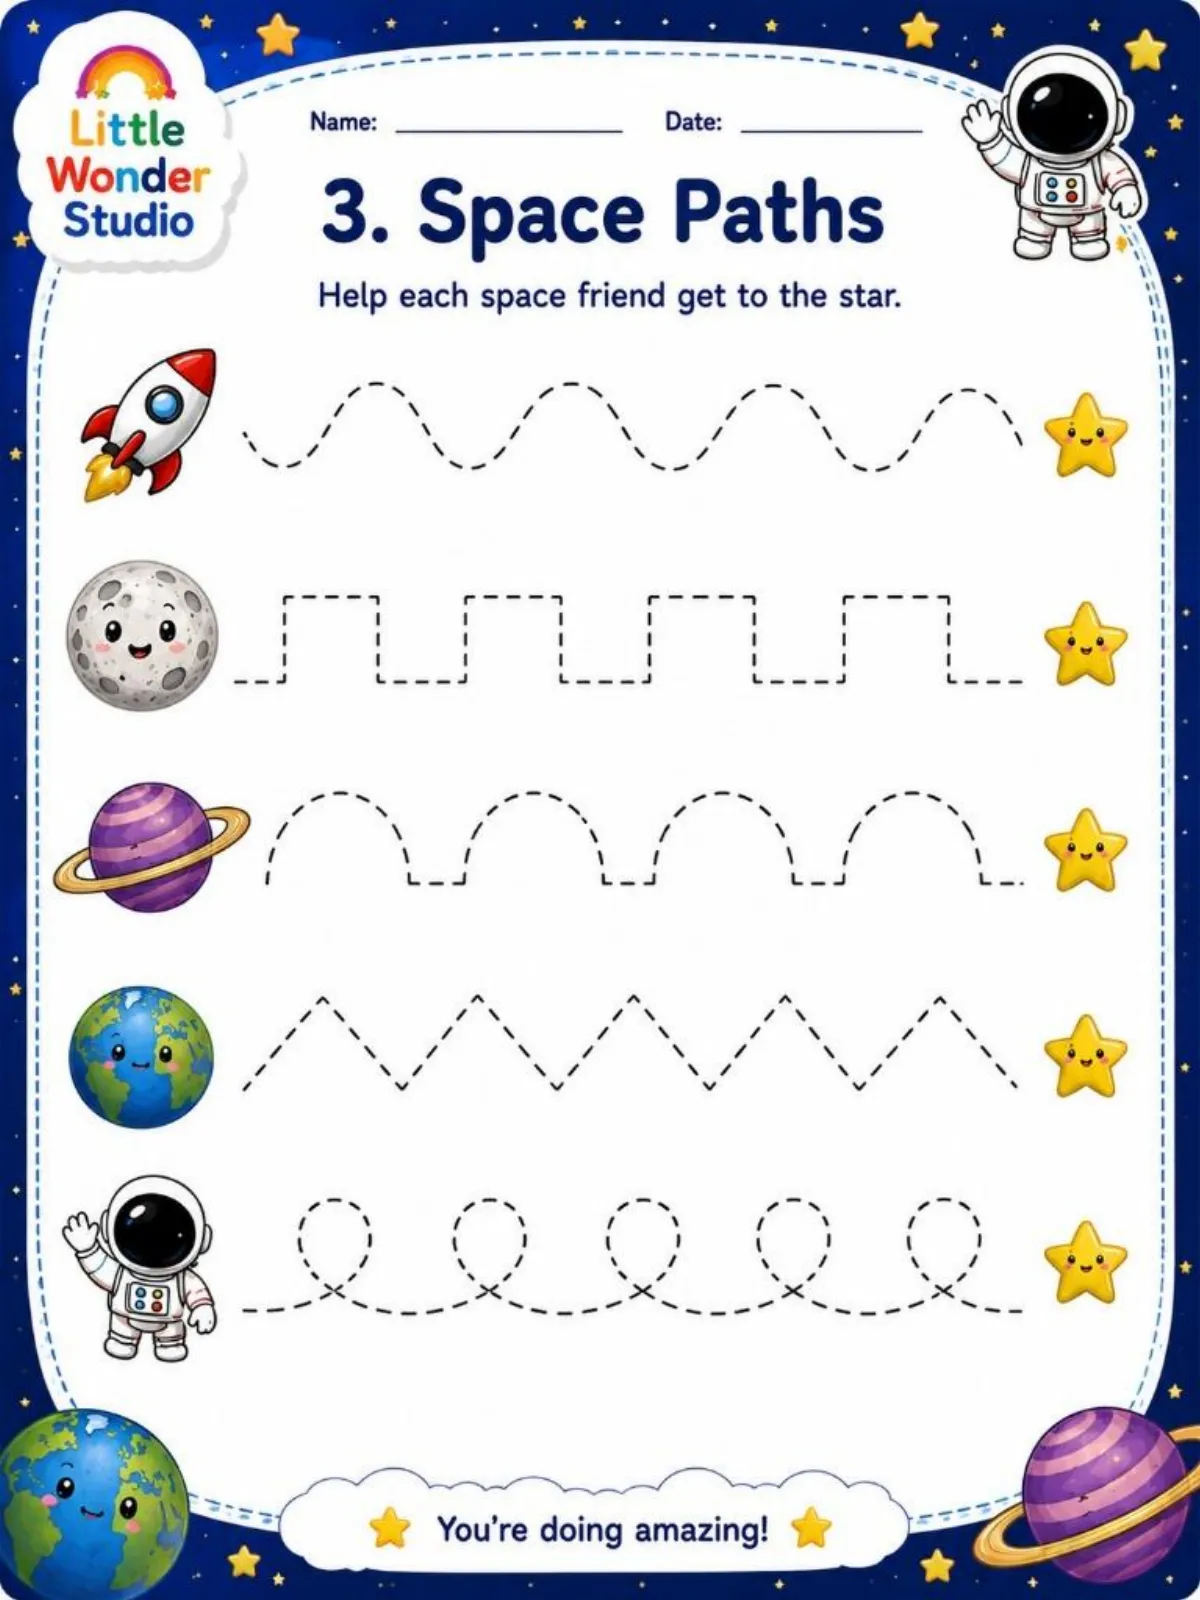 Little
Wonder
Studio
Name: Date:
3. Space Paths
Help each space friend get to the star.
You're doing amazing!